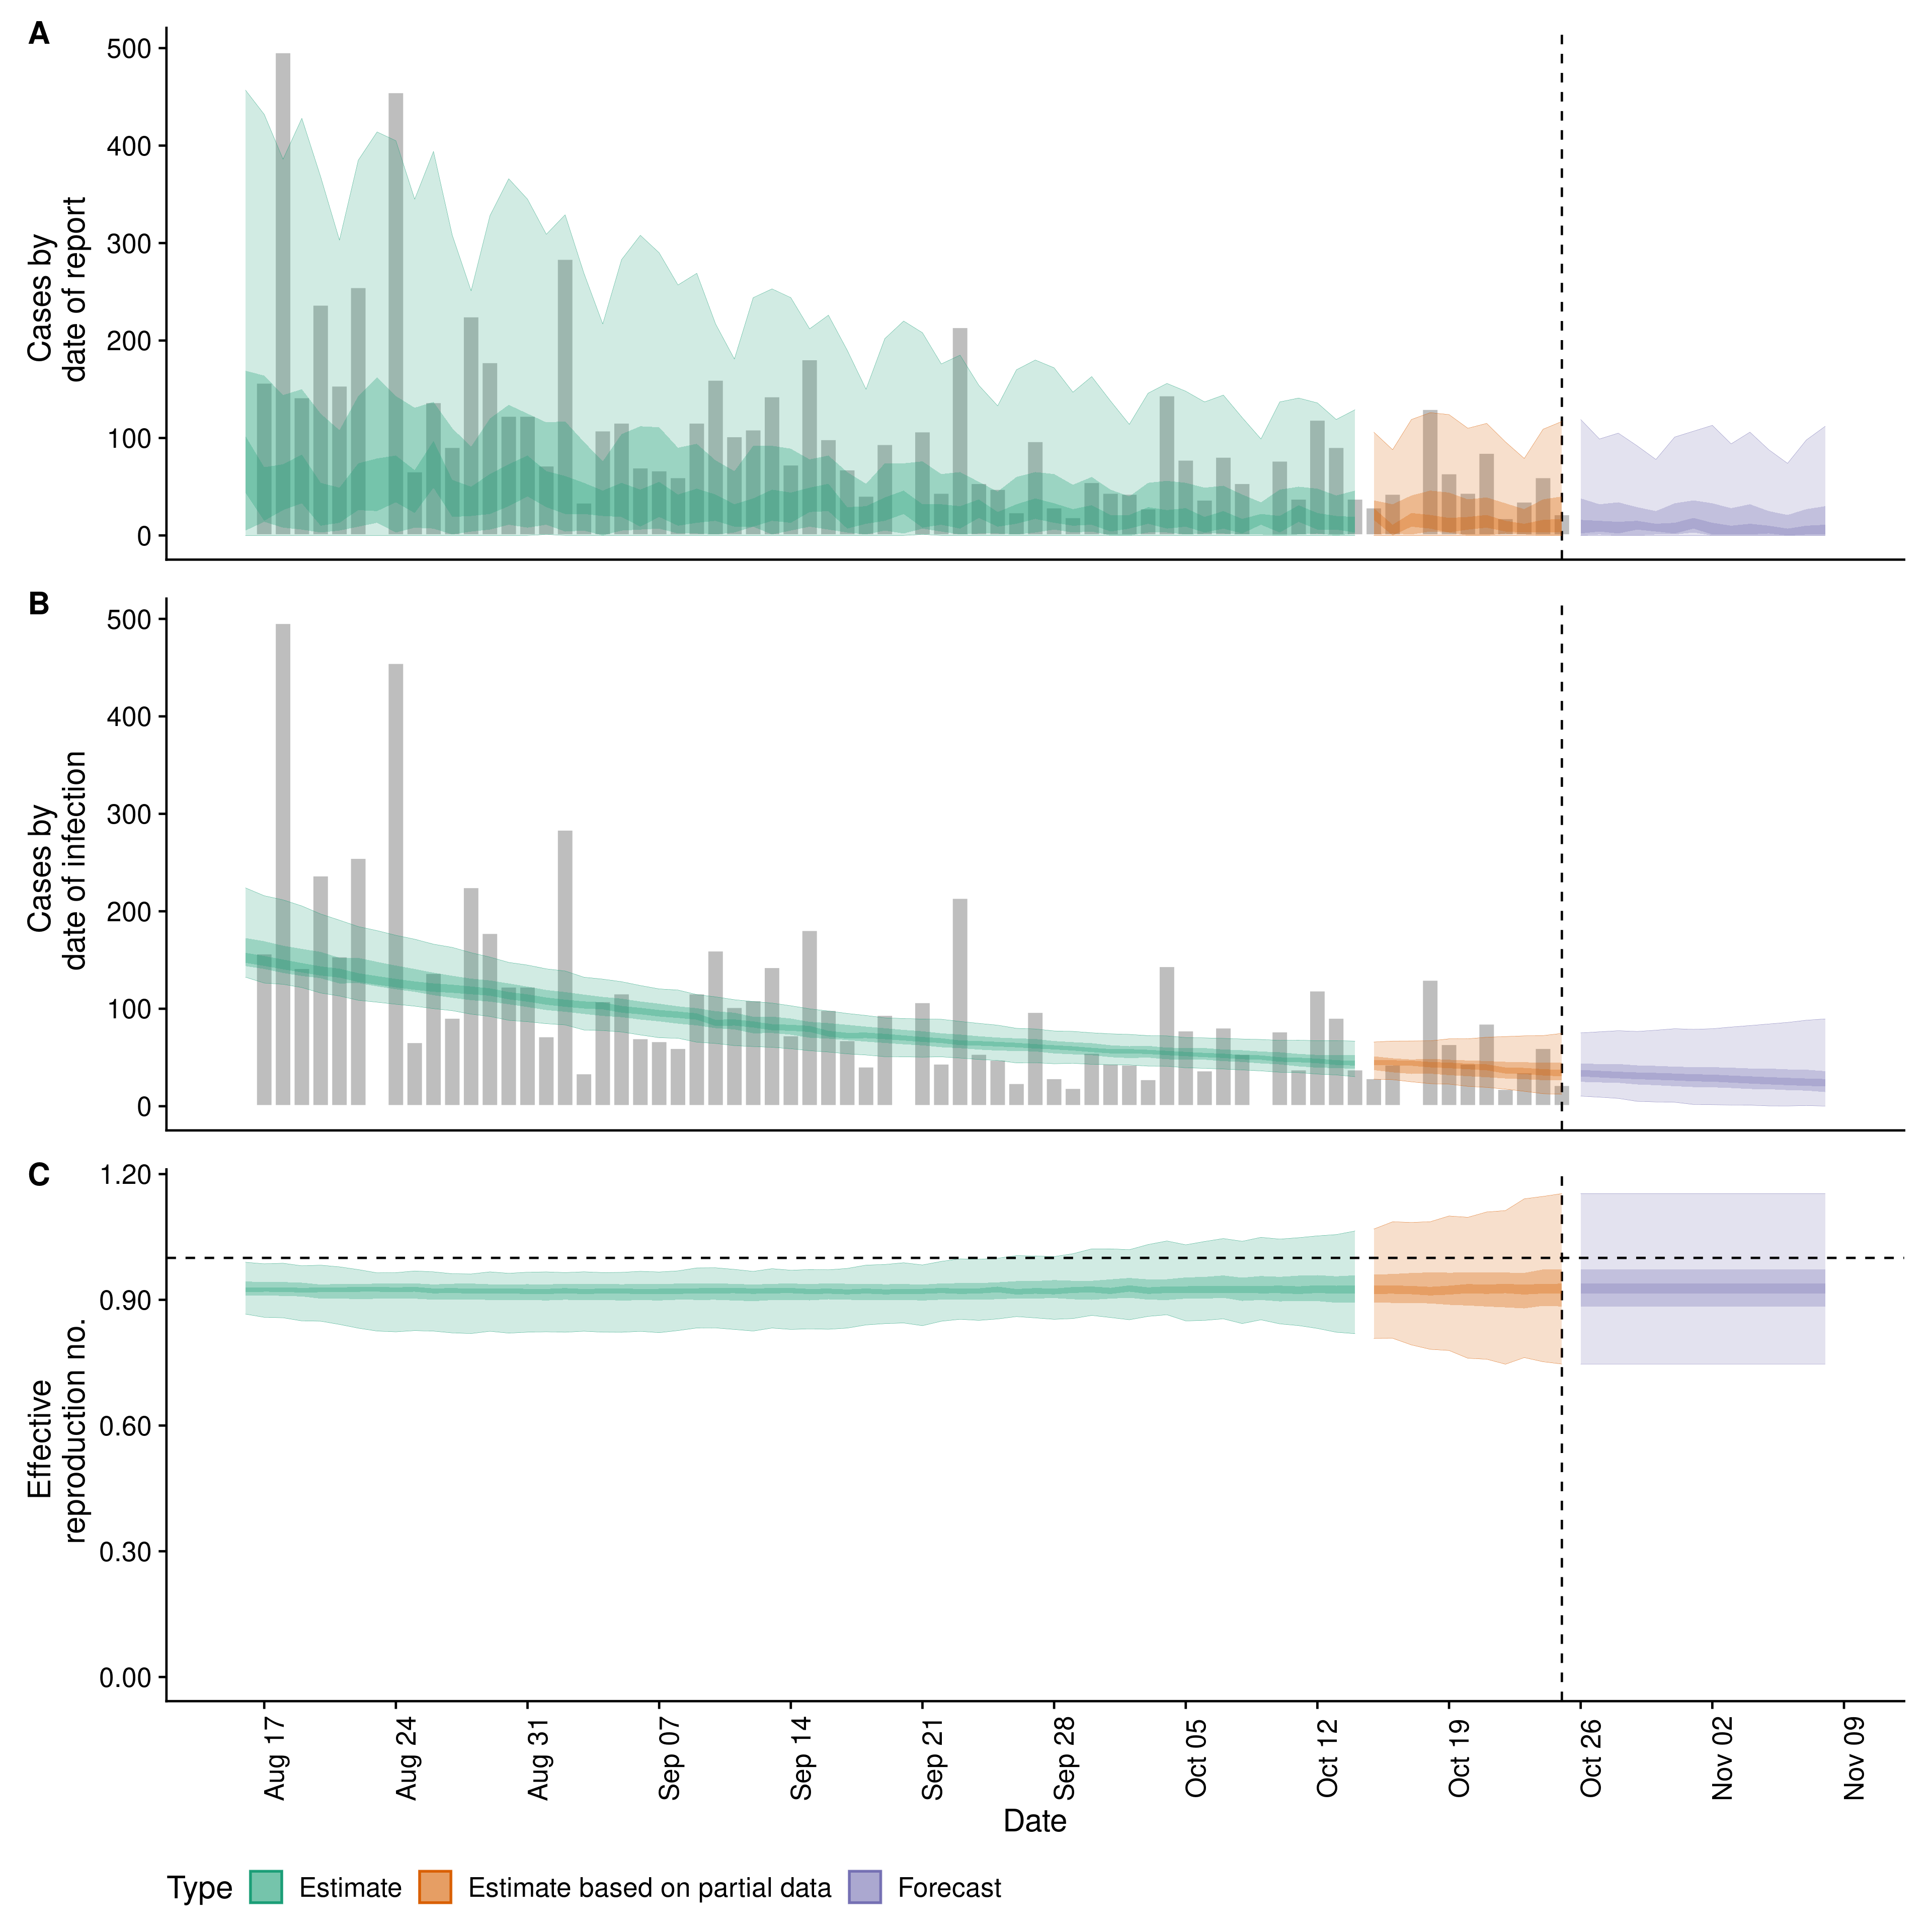 A
Cases by
date of report
500
400
300
200
100
0
B
Cases by
date of infection
500
400
300
200
100
0
C
Effective
reproduction no.
1.20
0.90
0.60
0.30
0.00
Aug 17
Aug 24
Aug 31
Sep 07
Sep 14
Sep 21
Sep 28
Oct 05
Oct 12
Oct 19
Oct 26
Nov 02
Nov 09
Date
Type Estimate Estimate based on partial data Forecast